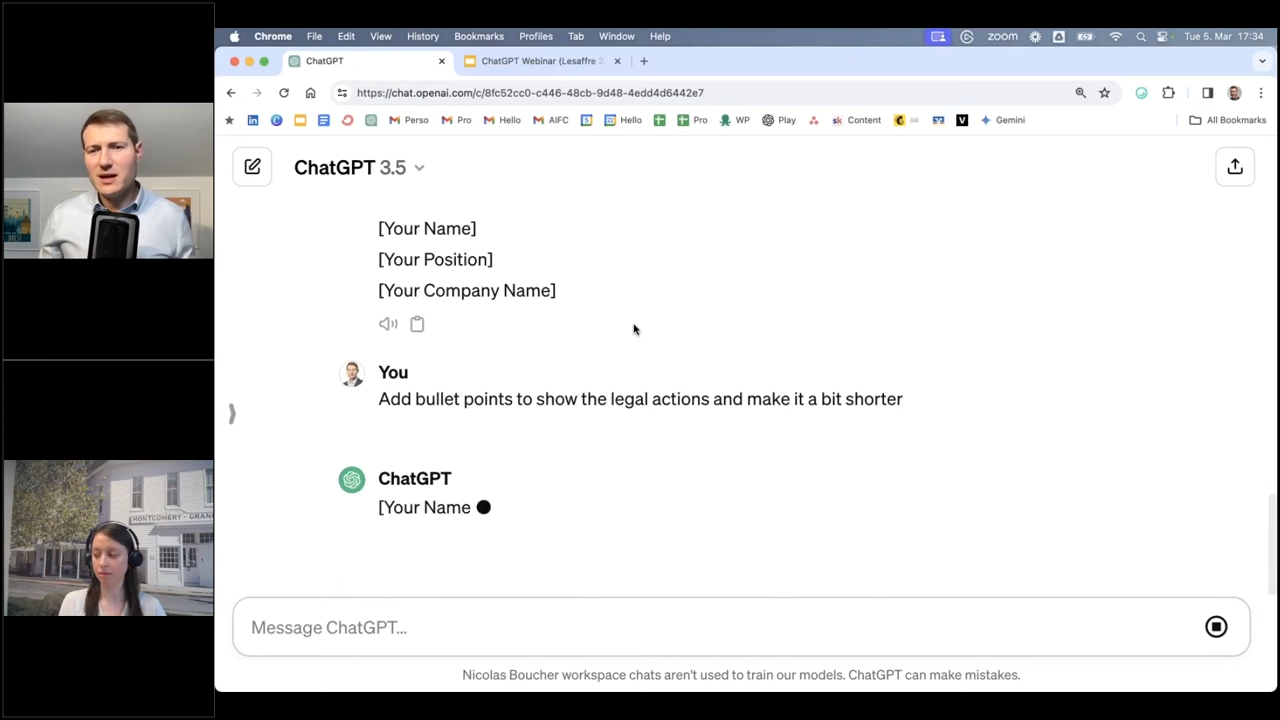 Chrome File Edit View History Bookmarks Profiles Tab Window Help zoom Tue 5. Mar 17:34
ChatGPT ChatGPT Webinar (Lesaffre 2
https://chat.openai.com/c/8fc52cc0-c446-48cb-9d48-4edd4d6442e7
Perso Pro Hello AIFC Hello Pro WP Play sk Content V Gemini All Bookmarks
ChatGPT 3.5
[Your Name]
[Your Position]
[Your Company Name]
You
Add bullet points to show the legal actions and make it a bit shorter
ChatGPT
[Your Name
Message ChatGPT...
Nicolas Boucher workspace chats aren't used to train our models. ChatGPT can make mistakes.
MONTGOMERY - GRAN